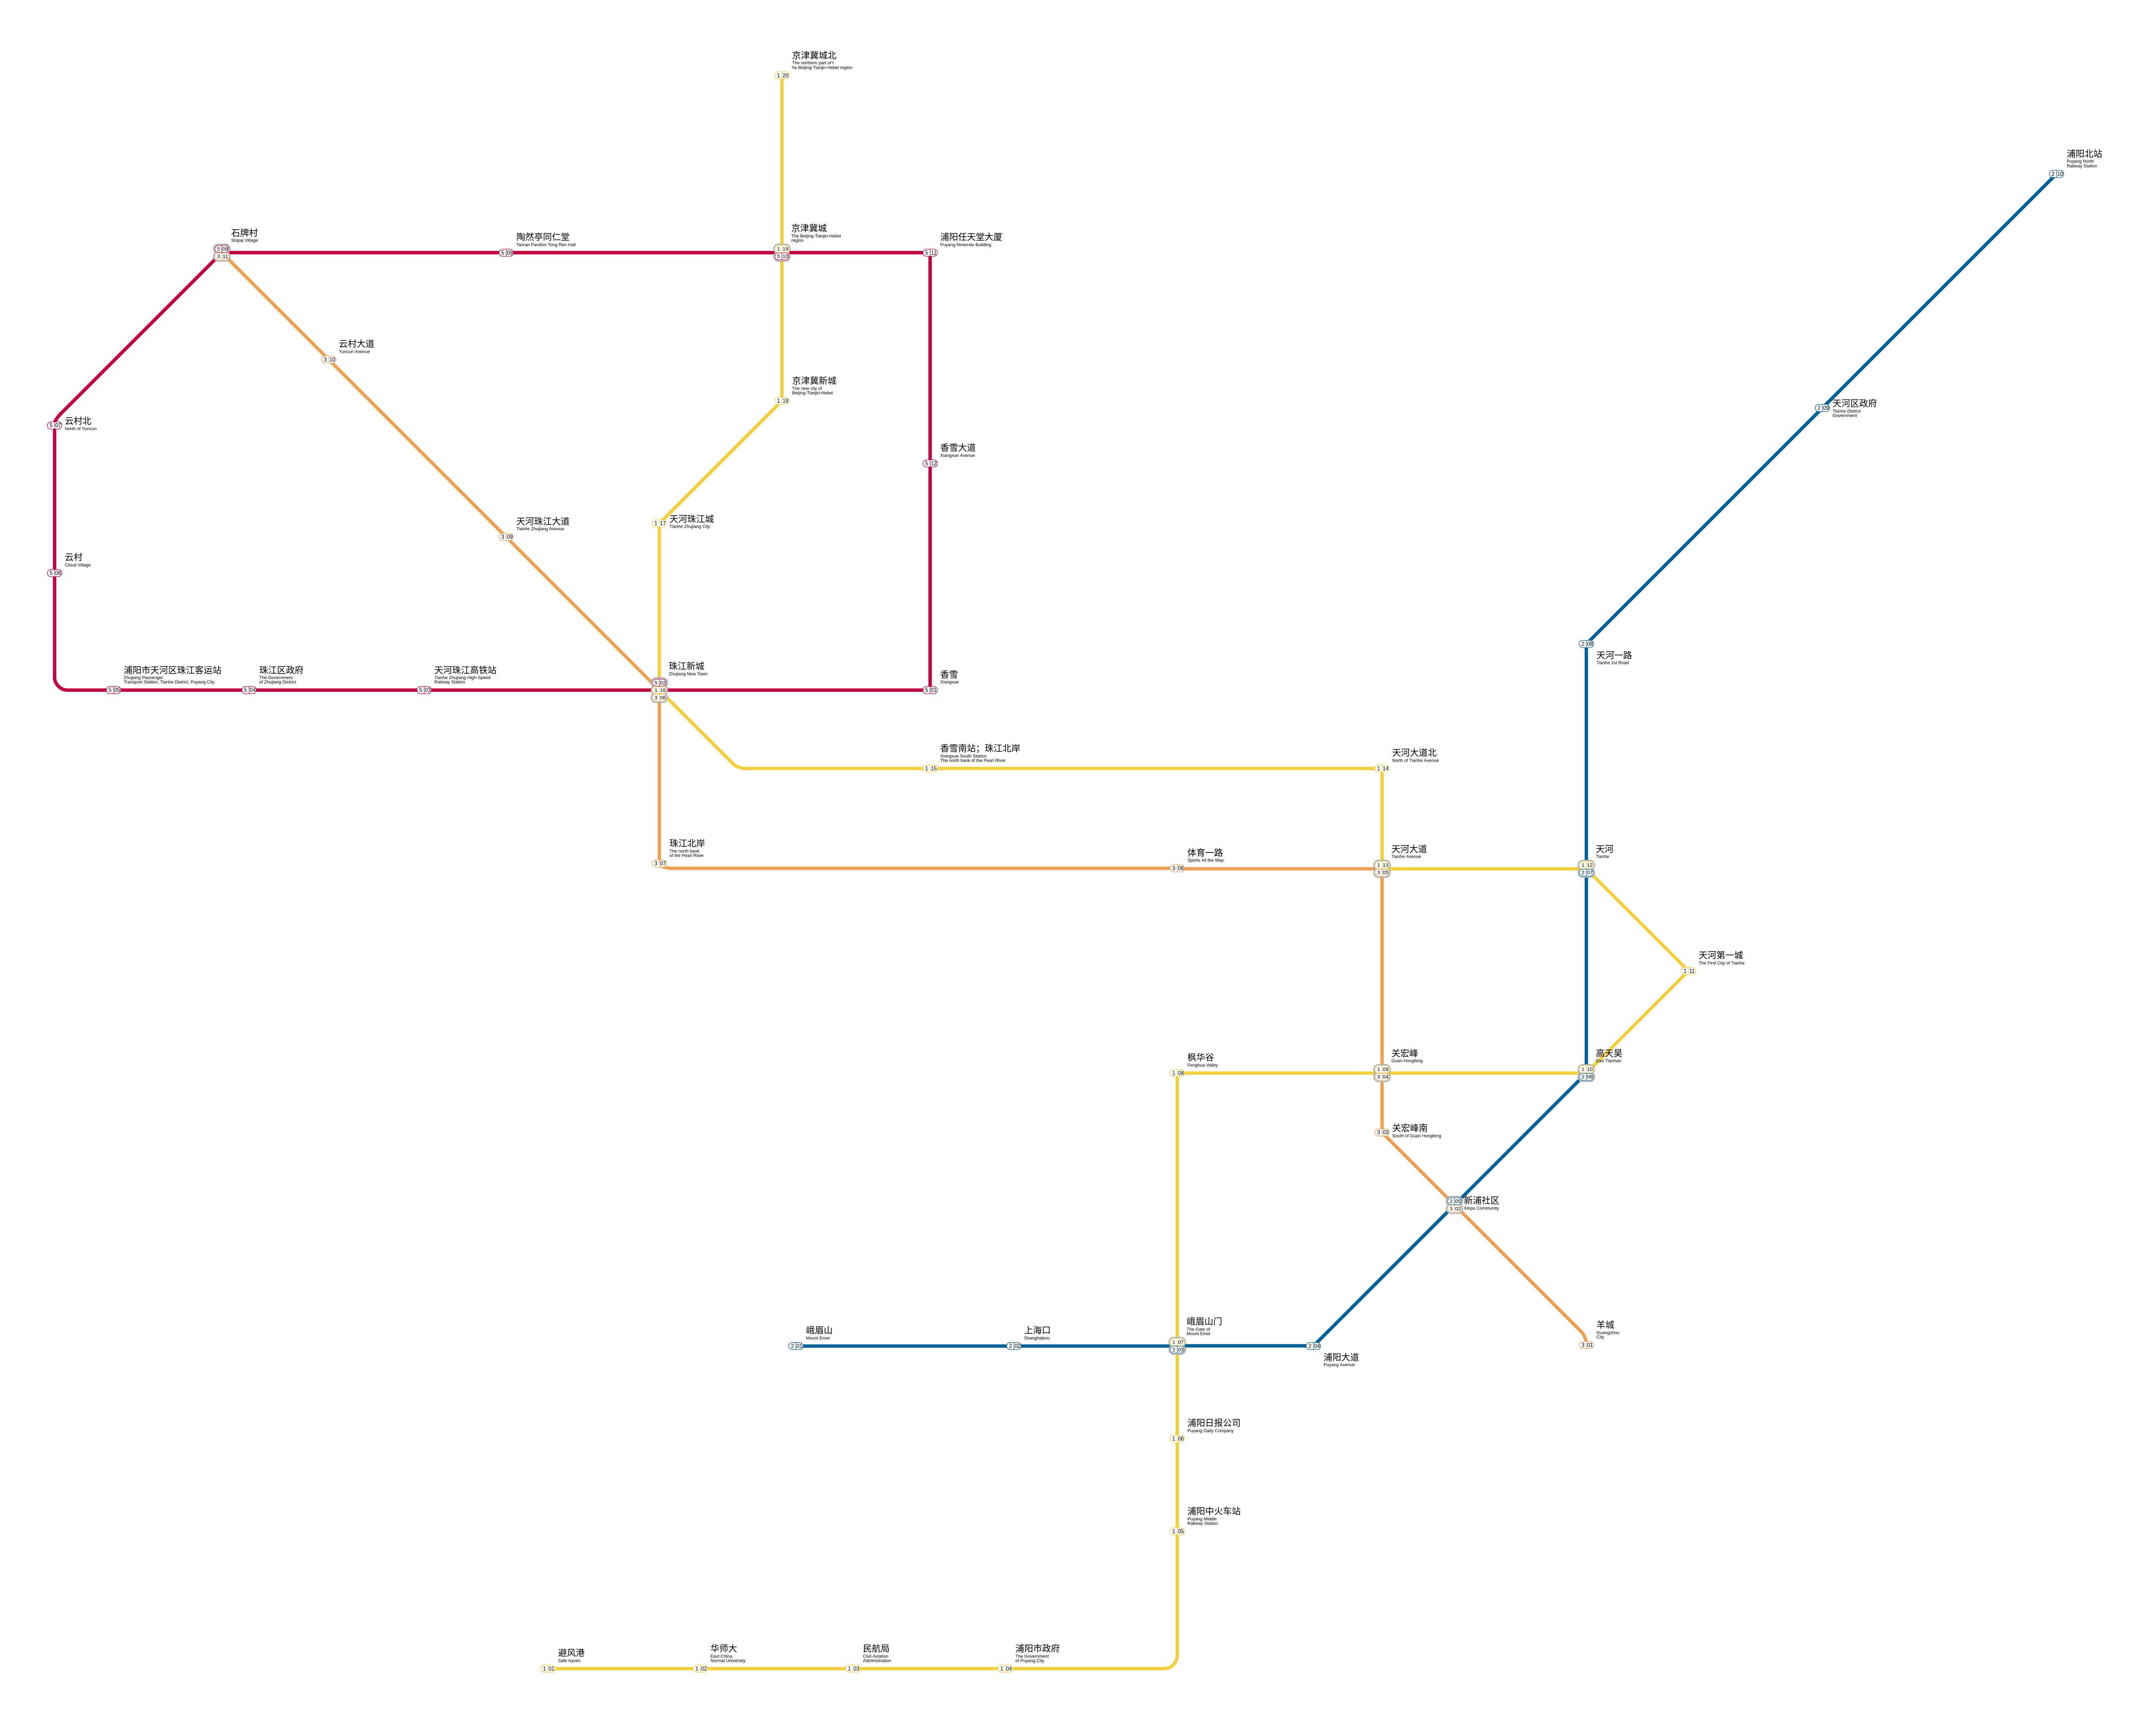 京津冀城北
The northern part of t
he Beijing-Tianjin-Hebei region
1 20
浦阳北站
Puyang North
Railway Station
2 10
石牌村
Shipai Village
5 08
3 11
陶然亭同仁堂
Taoran Pavilion Tong Ren Hall
5 09
京津冀城
The Beijing-Tianjin-Hebei
region
1 19
5 10
浦阳任天堂大厦
Puyang Nintendo Building
5 11
云村大道
Yuncun Avenue
3 10
京津冀新城
The new city of
Beijing-Tianjin-Hebei
1 18
天河区政府
Tianhe District
Government
2 09
云村北
North of Yuncun
5 07
香雪大道
Xiangxue Avenue
5 12
天河珠江大道
Tianhe Zhujiang Avenue
3 09
天河珠江城
Tianhe Zhujiang City
1 17
云村
Cloud Village
5 06
2 08
天河一路
Tianhe 1st Road
浦阳市天河区珠江客运站
Zhujiang Passenger
Transport Station, Tianhe District, Puyang City
5 05
珠江区政府
The Government
of Zhujiang District
5 04
天河珠江高铁站
Tianhe Zhujiang High-Speed
Railway Station
5 03
珠江新城
Zhujiang New Town
5 02
1 16
3 08
香雪
Xiangxue
5 01
香雪南站；珠江北岸
Xiangxue South Station
The north bank of the Pearl River
1 15
天河大道北
North of Tianhe Avenue
1 14
珠江北岸
The north bank
of the Pearl River
3 07
体育一路
Sports All the Way
3 06
天河大道
Tianhe Avenue
1 13
3 05
天河
Tianhe
1 12
2 07
天河第一城
The First City of Tianhe
1 11
枫华谷
Fenghua Valley
1 08
关宏峰
Guan Hongfeng
1 09
3 04
高天昊
Gao Tianhao
1 10
2 06
关宏峰南
South of Guan Hongfeng
3 03
新浦社区
Xinpu Community
2 05
3 02
峨眉山
Mount Emei
2 01
上海口
Shanghaikou
2 02
峨眉山门
The Gate of
Mount Emei
1 07
2 03
2 04
浦阳大道
Puyang Avenue
羊城
Guangzhou
City
3 01
浦阳日报公司
Puyang Daily Company
1 06
浦阳中火车站
Puyang Middle
Railway Station
1 05
避风港
Safe haven
1 01
华师大
East China
Normal University
1 02
民航局
Civil Aviation
Administration
1 03
浦阳市政府
The Government
of Puyang City
1 04